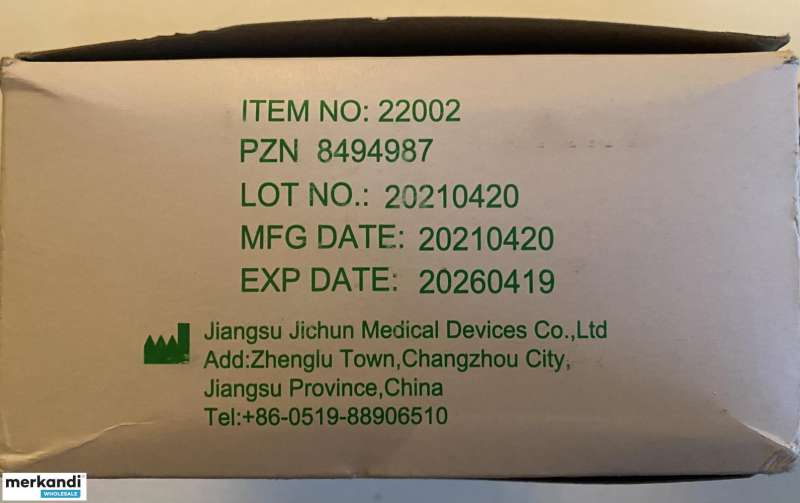 ITEM NO: 22002
PZN 8494987
LOT NO.: 20210420
MFG DATE: 20210420
EXP DATE: 20260419
Jiangsu Jichun Medical Devices Co.,Ltd
Add:Zhenglu Town,Changzhou City,
Jiangsu Province,China
Tel:+86-0519-88906510
merkandi
WHOLESALE